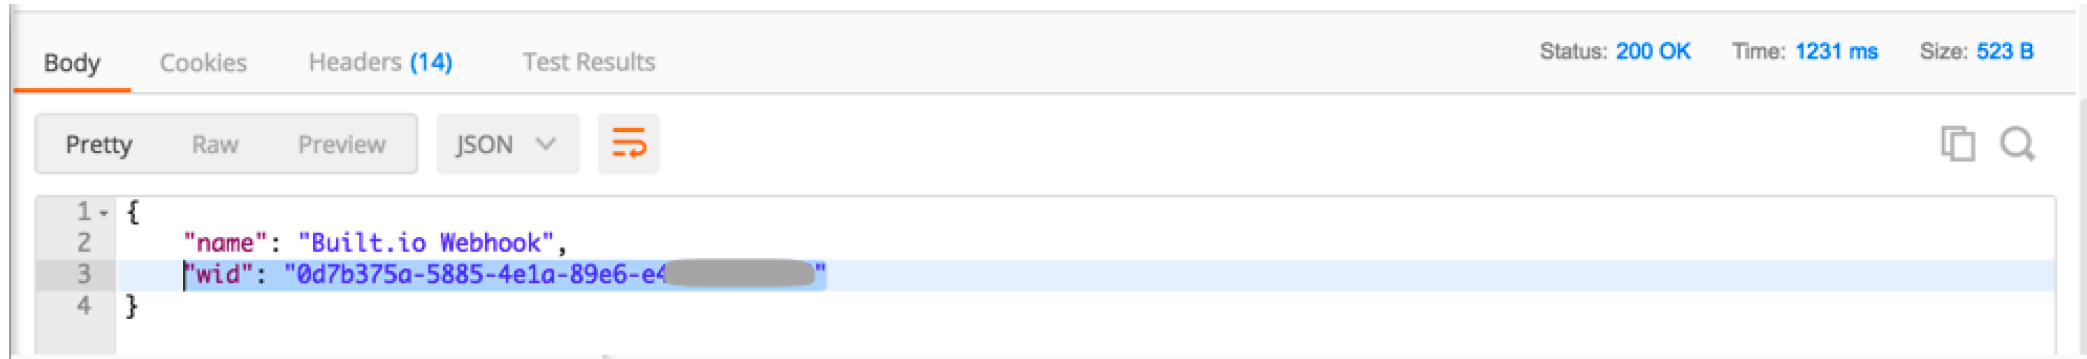 Body Cookies Headers (14) Test Results Status: 200 OK Time: 1231 ms Size: 523 B
Pretty Raw Preview JSON
1 {
2 "name": "Built.io Webhook",
3 "wid": "0d7b375a-5885-4e1a-89e6-e4"
4 }